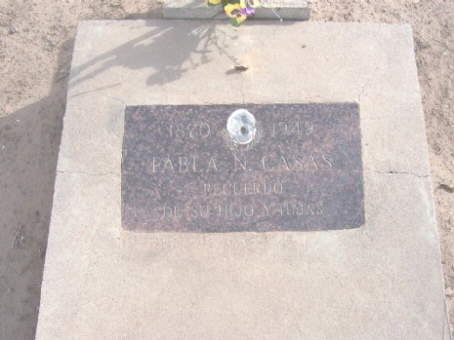 1870 1949
PABLA N. CASAS
RECUERDO
DE SU HIJO Y HIJAS